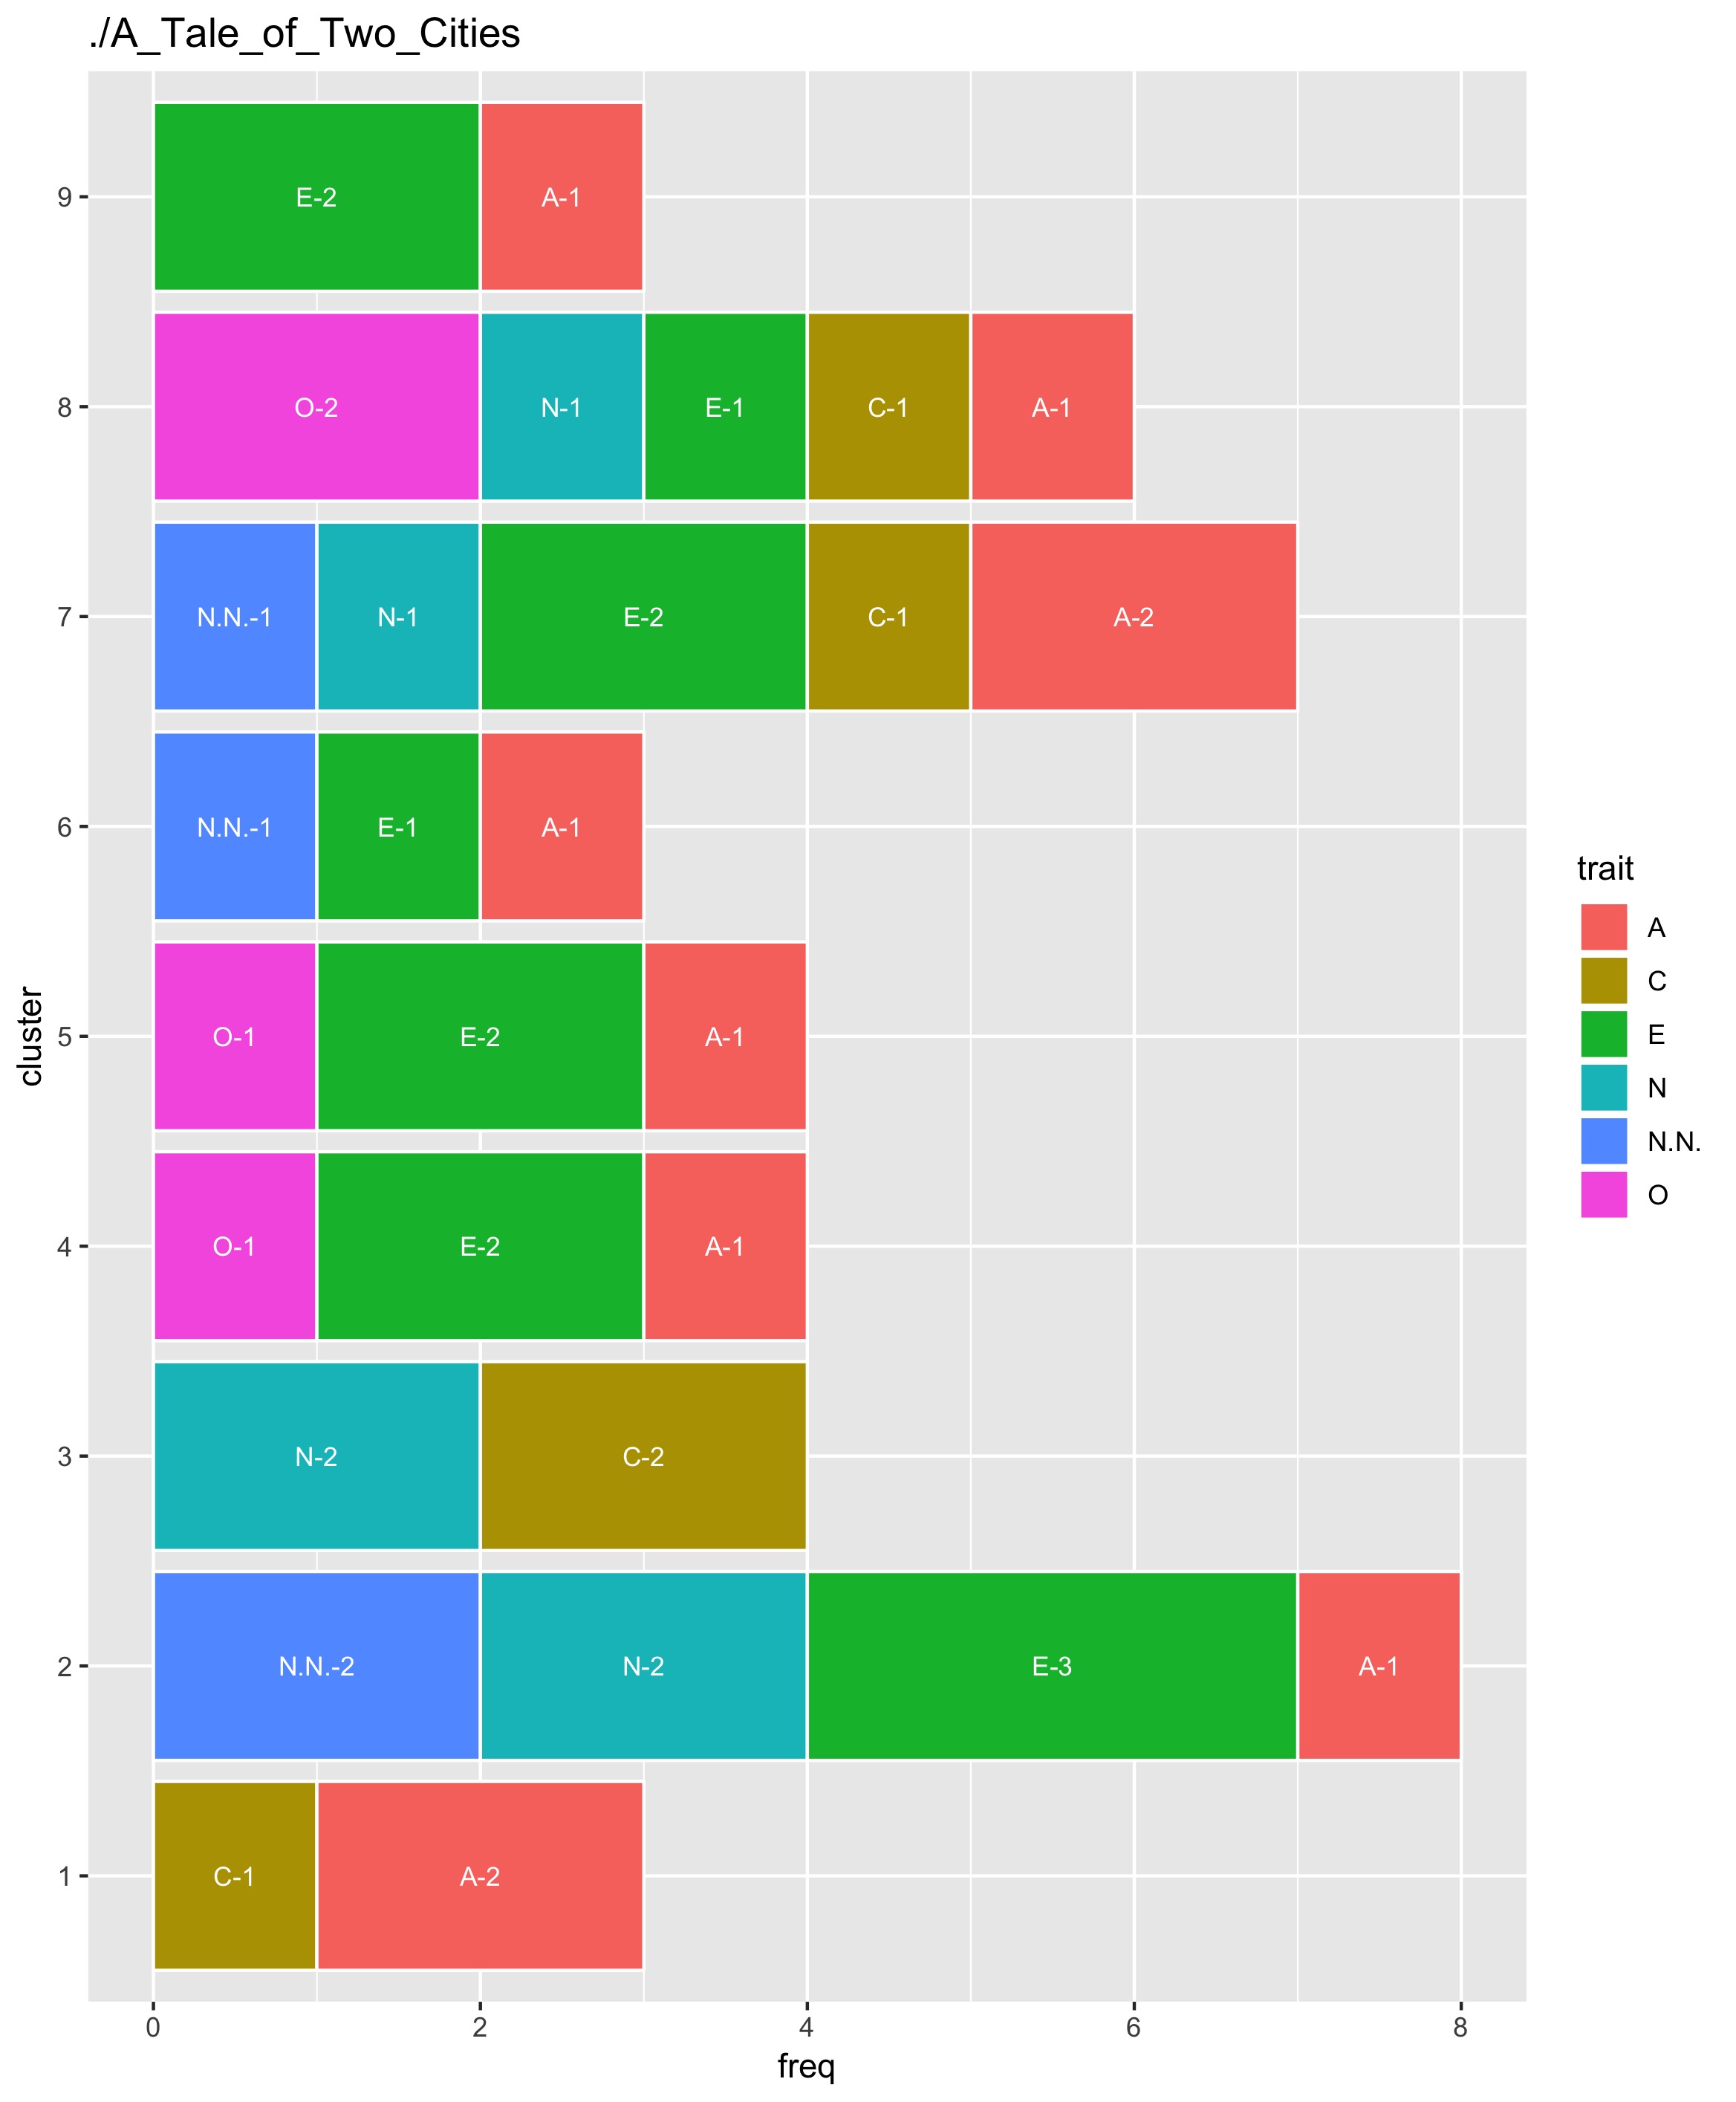 ./A_Tale_of_Two_Cities
9
E-2 A-1
8
O-2 N-1 E-1 C-1 A-1
7
N.N.-1 N-1 E-2 C-1 A-2
6
N.N.-1 E-1 A-1
5
O-1 E-2 A-1
4
O-1 E-2 A-1
3
N-2 C-2
2
N.N.-2 N-2 E-3 A-1
1
C-1 A-2
0 2 4 6 8
freq
cluster
trait
A
C
E
N
N.N.
O